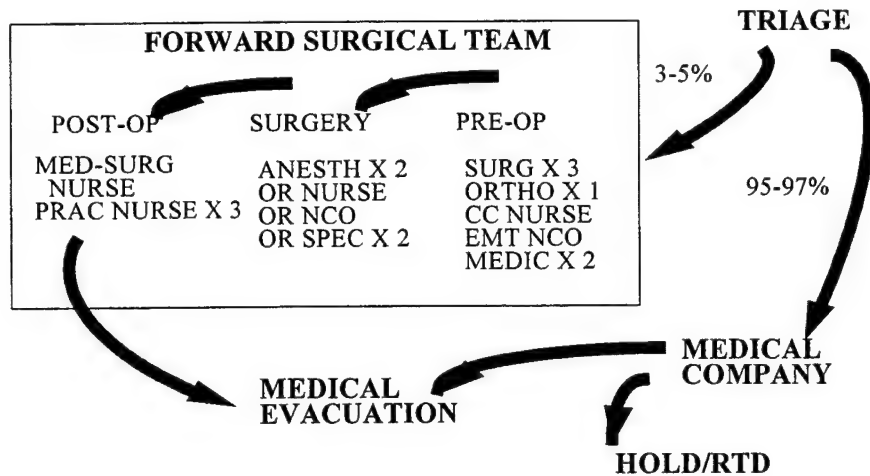 TRIAGE
FORWARD SURGICAL TEAM
3-5%
POST-OP
SURGERY
PRE-OP
MED-SURG
NURSE
PRAC NURSE X 3
ANESTH X 2
OR NURSE
OR NCO
OR SPEC X 2
SURG X 3
ORTHO X 1
CC NURSE
EMT NCO
MEDIC X 2
95-97%
MEDICAL
COMPANY
MEDICAL
EVACUATION
HOLD/RTD